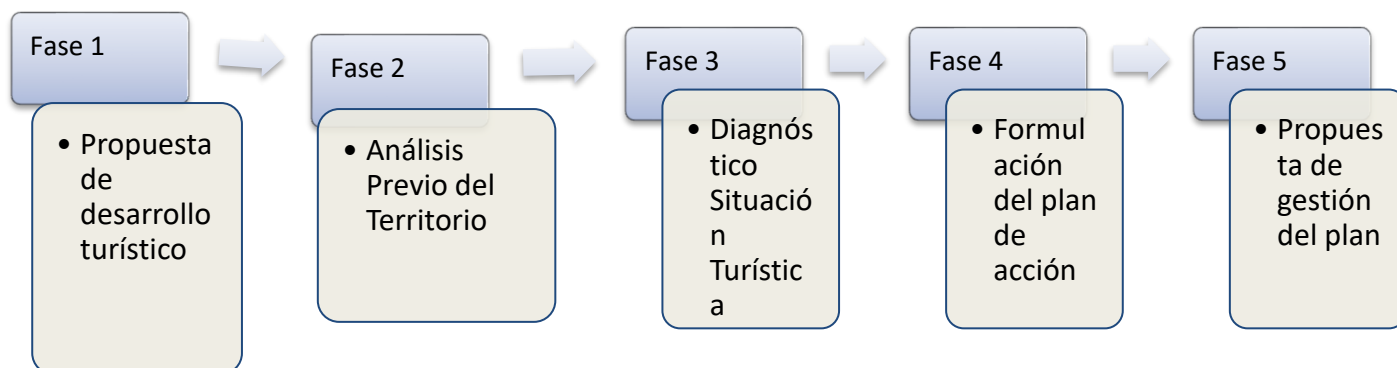 Fase 1
• Propuesta
de
desarrollo
turístico
Fase 2
• Análisis
Previo del
Territorio
Fase 3
• Diagnós
tico
Situació
n
Turístic
a
Fase 4
• Formul
ación
del plan
de
acción
Fase 5
• Propues
ta de
gestión
del plan